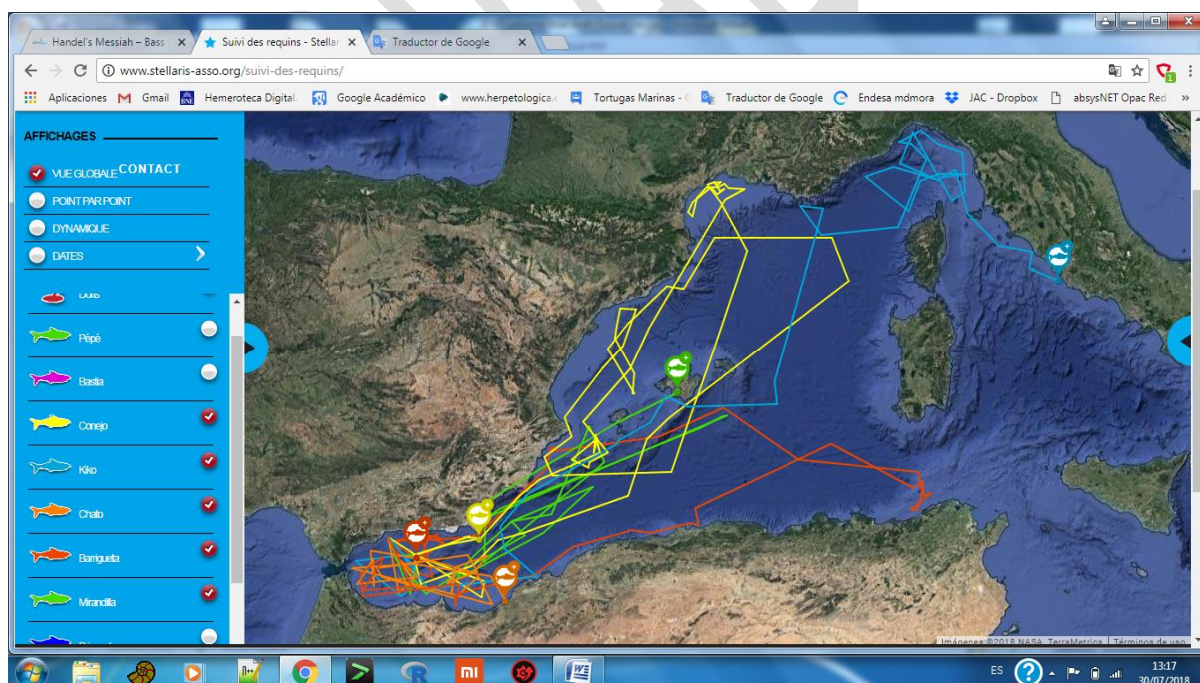 Handel's Messiah – Bass
Suivi des requins - Stellar
Traductor de Google
www.stellaris-asso.org/suivi-des-requins/
Aplicaciones
Gmail
Hemeroteca Digital.
Google Académico
www.herpetologica.e
Tortugas Marinas -
Traductor de Google
Endesa mdmora
JAC - Dropbox
absysNET Opac Red
»
AFFICHAGES
VUE GLOBALE CONTACT
POINT PAR POINT
DYNAMIQUE
DATES
Pépé
Bastia
Conejo
Kiko
Chato
Barrigueta
Mirandilla
Imágenes ©2018 NASA, TerraMetrics
Términos de uso
ES
13:17
30/07/2018